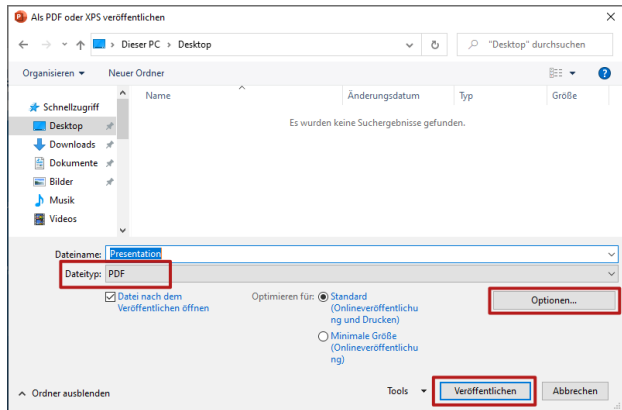 Als PDF oder XPS veröffentlichen
Dieser PC > Desktop
"Desktop" durchsuchen
Organisieren
Neuer Ordner
Name Änderungsdatum Typ Größe
Es wurden keine Suchergebnisse gefunden.
Schnellzugriff
Desktop
Downloads
Dokumente
Bilder
Musik
Videos
Dateiname: Presentation
Dateityp: PDF
Datei nach dem
Veröffentlichen öffnen
Optimieren für:
Standard
(Onlineveröffentlichu
ng und Drucken)
Minimale Größe
(Onlineveröffentlichu
ng)
Optionen...
Ordner ausblenden
Tools
Veröffentlichen
Abbrechen